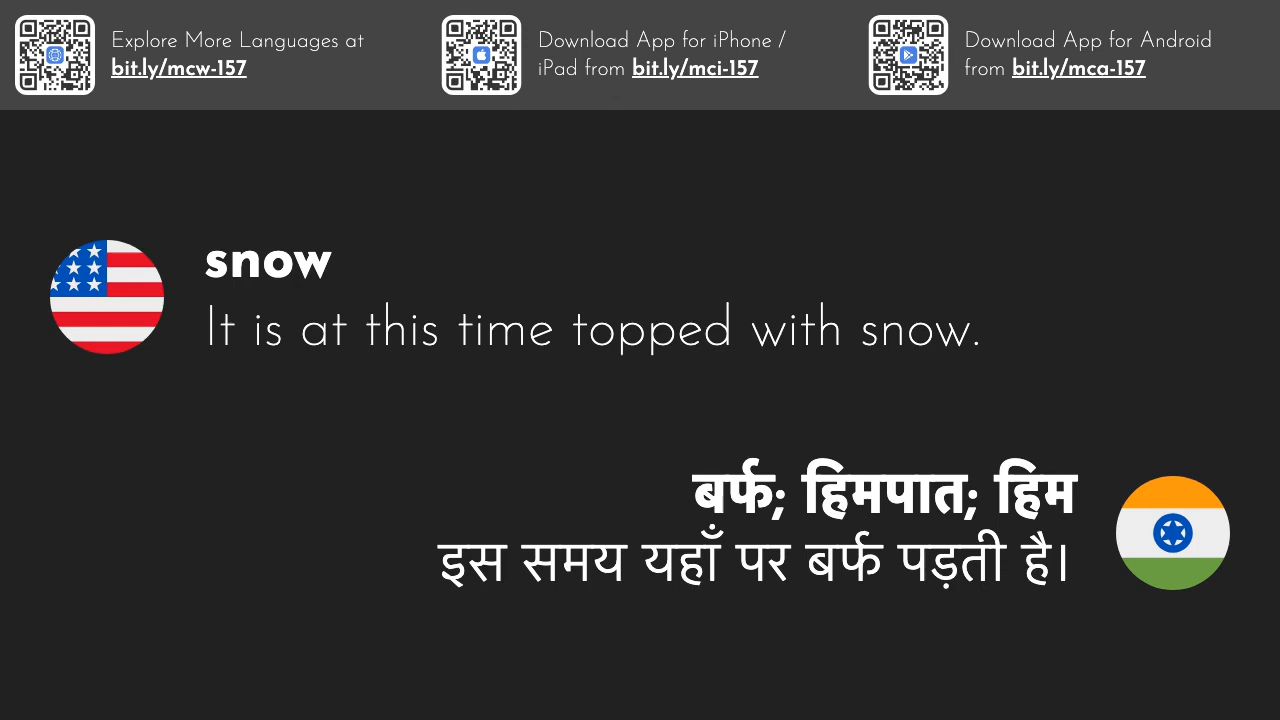 Explore More Languages at
bit.ly/mcw-157
Download App for iPhone /
iPad from bit.ly/mci-157
Download App for Android
from bit.ly/mca-157
snow
It is at this time topped with snow.
बर्फ; हिमपात; हिम
इस समय यहाँ पर बर्फ पड़ती है।